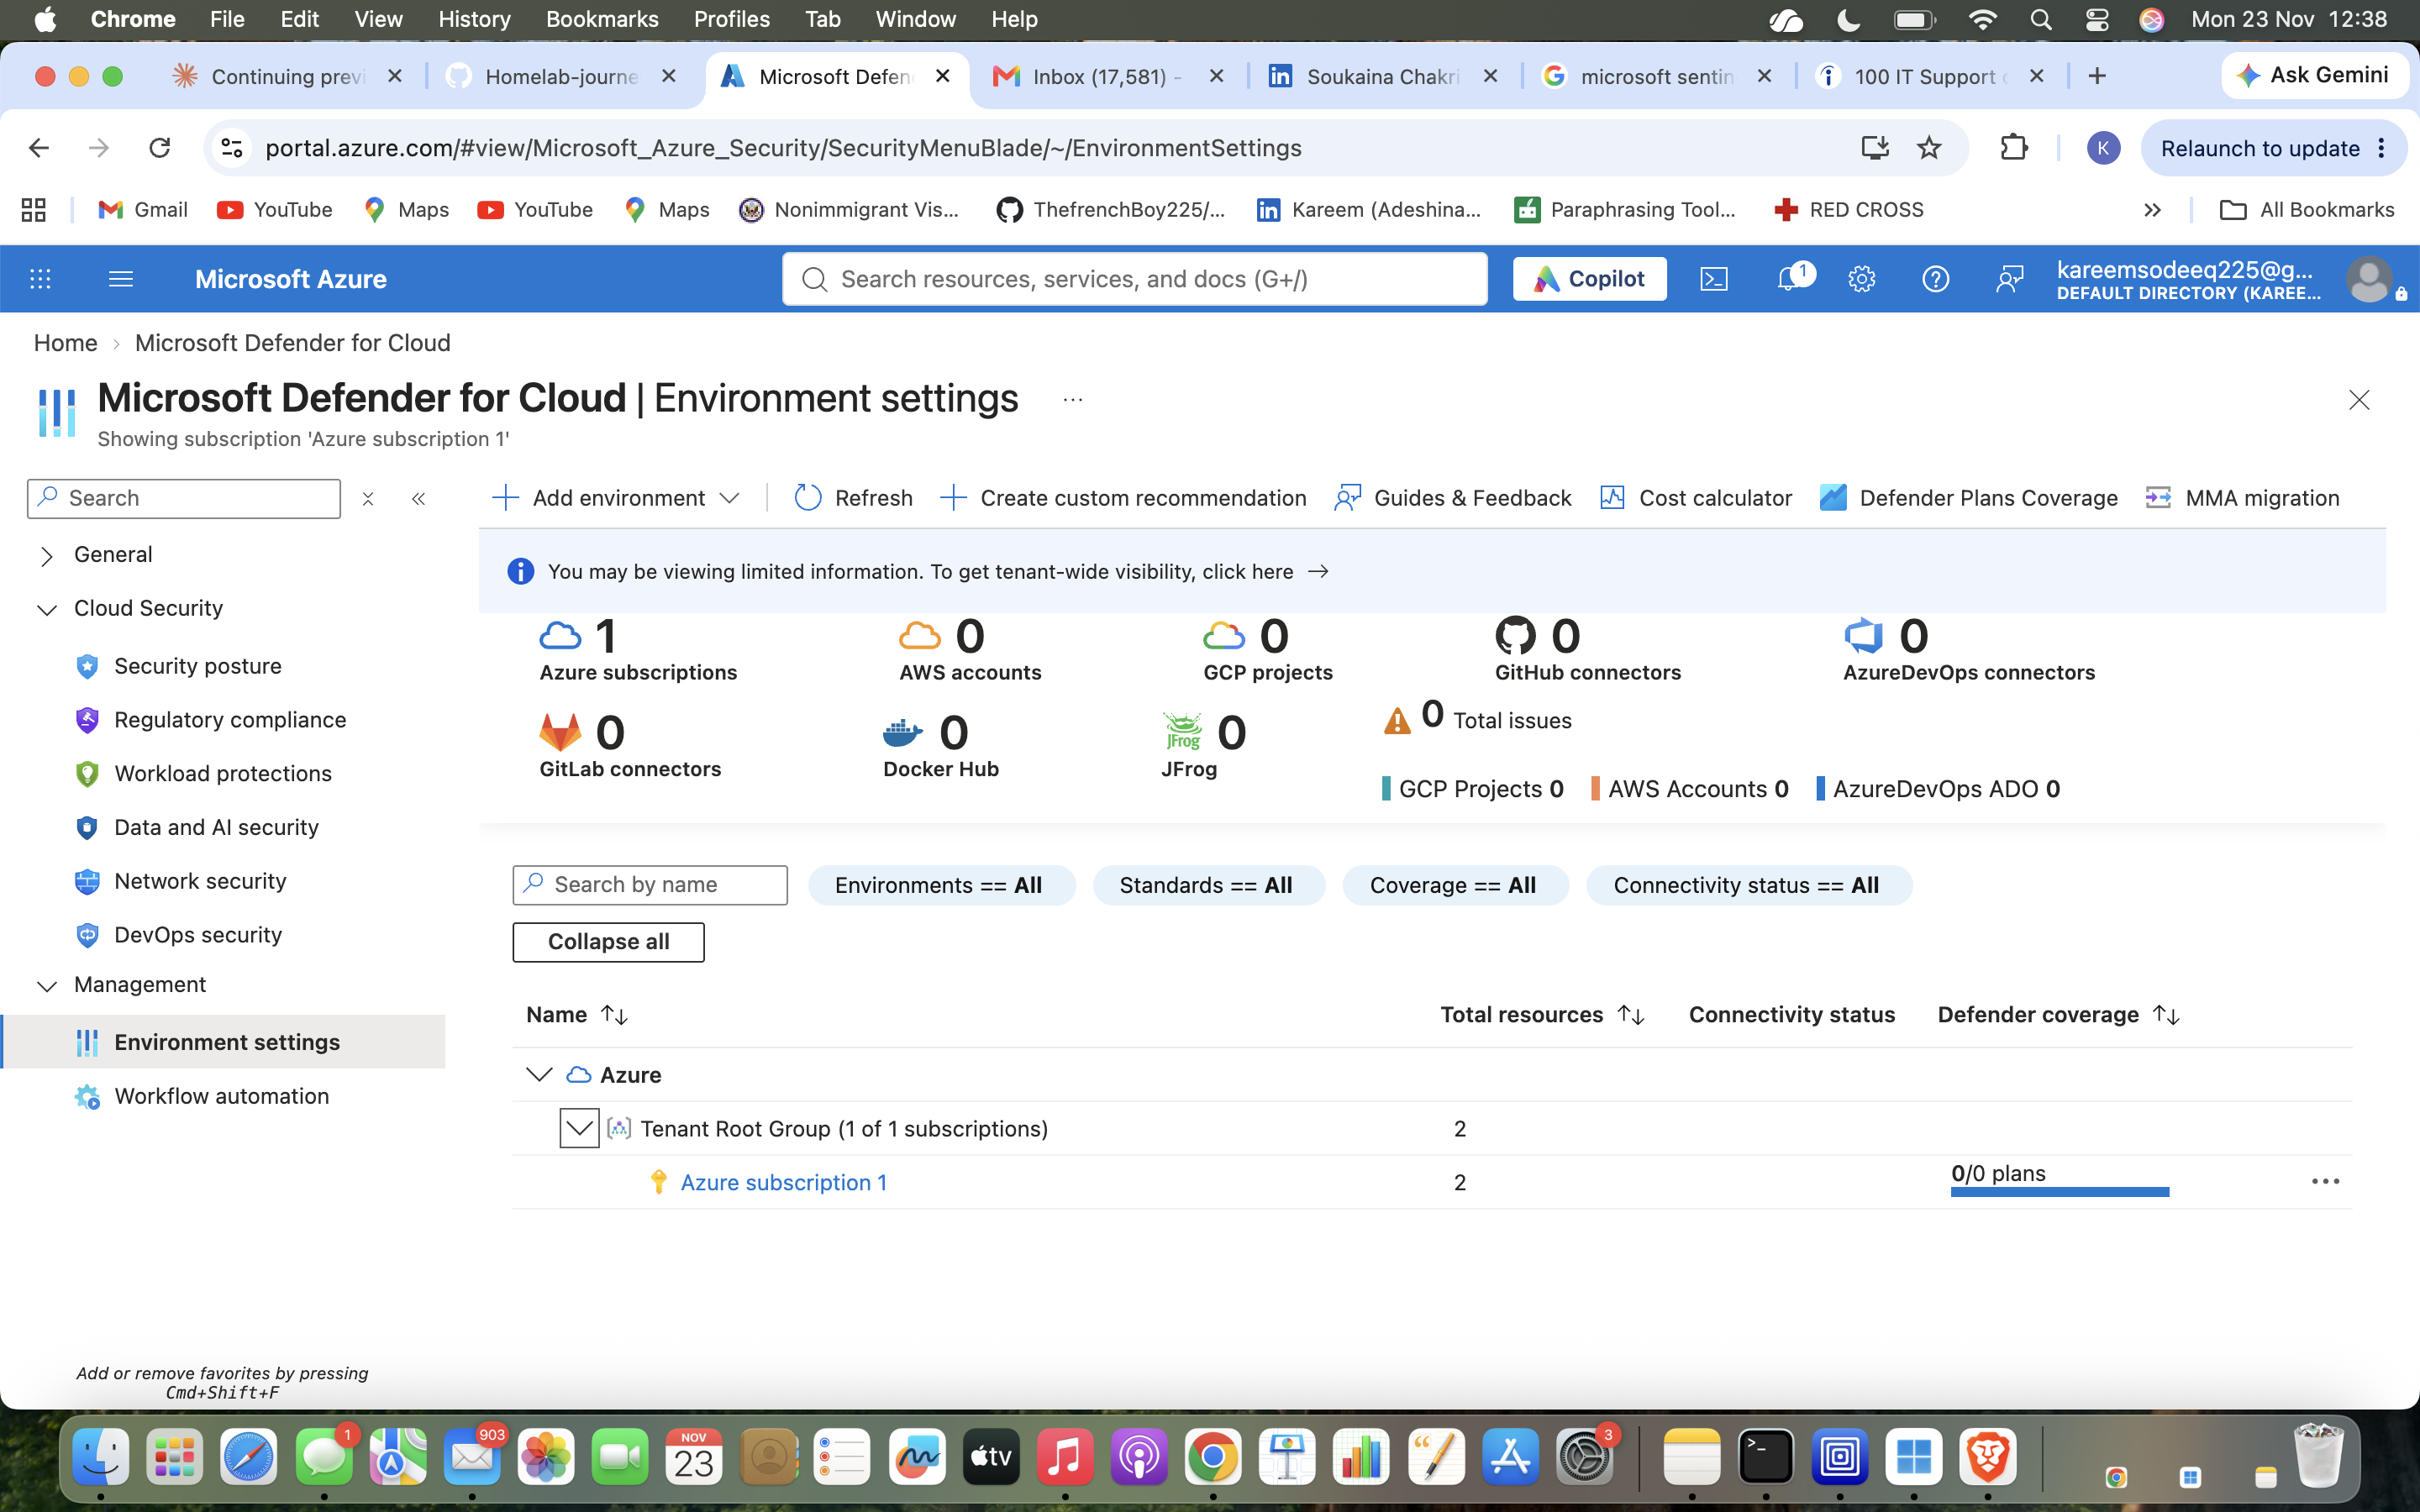 Chrome File Edit View History Bookmarks Profiles Tab Window Help Mon 23 Nov 12:38
Continuing previ Homelab-journe Microsoft Defen Inbox (17,581) - Soukaina Chakri microsoft sentin 100 IT Support c Ask Gemini
portal.azure.com/#view/Microsoft_Azure_Security/SecurityMenuBlade/~/EnvironmentSettings K Relaunch to update
Gmail YouTube Maps YouTube Maps Nonimmigrant Vis... ThefrenchBoy225/... Kareem (Adeshina... Paraphrasing Tool... RED CROSS All Bookmarks
Microsoft Azure Search resources, services, and docs (G+/) Copilot 1 kareemsodeeq225@g...
DEFAULT DIRECTORY (KAREE...
Home > Microsoft Defender for Cloud
Microsoft Defender for Cloud | Environment settings ...
Showing subscription 'Azure subscription 1'
Search
Add environment Refresh Create custom recommendation Guides & Feedback Cost calculator Defender Plans Coverage MMA migration
General
Cloud Security
Security posture
Regulatory compliance
Workload protections
Data and AI security
Network security
DevOps security
Management
Environment settings
Workflow automation
Add or remove favorites by pressing
Cmd+Shift+F
You may be viewing limited information. To get tenant-wide visibility, click here →
1 0 0 0 0
Azure subscriptions AWS accounts GCP projects GitHub connectors AzureDevOps connectors
0 0 JFrog 0 0 Total issues
GitLab connectors Docker Hub JFrog
GCP Projects 0 AWS Accounts 0 AzureDevOps ADO 0
Search by name Environments == All Standards == All Coverage == All Connectivity status == All
Collapse all
Name Total resources Connectivity status Defender coverage
Azure
Tenant Root Group (1 of 1 subscriptions) 2
Azure subscription 1 2 0/0 plans ...
1 903 NOV 23 tv 3